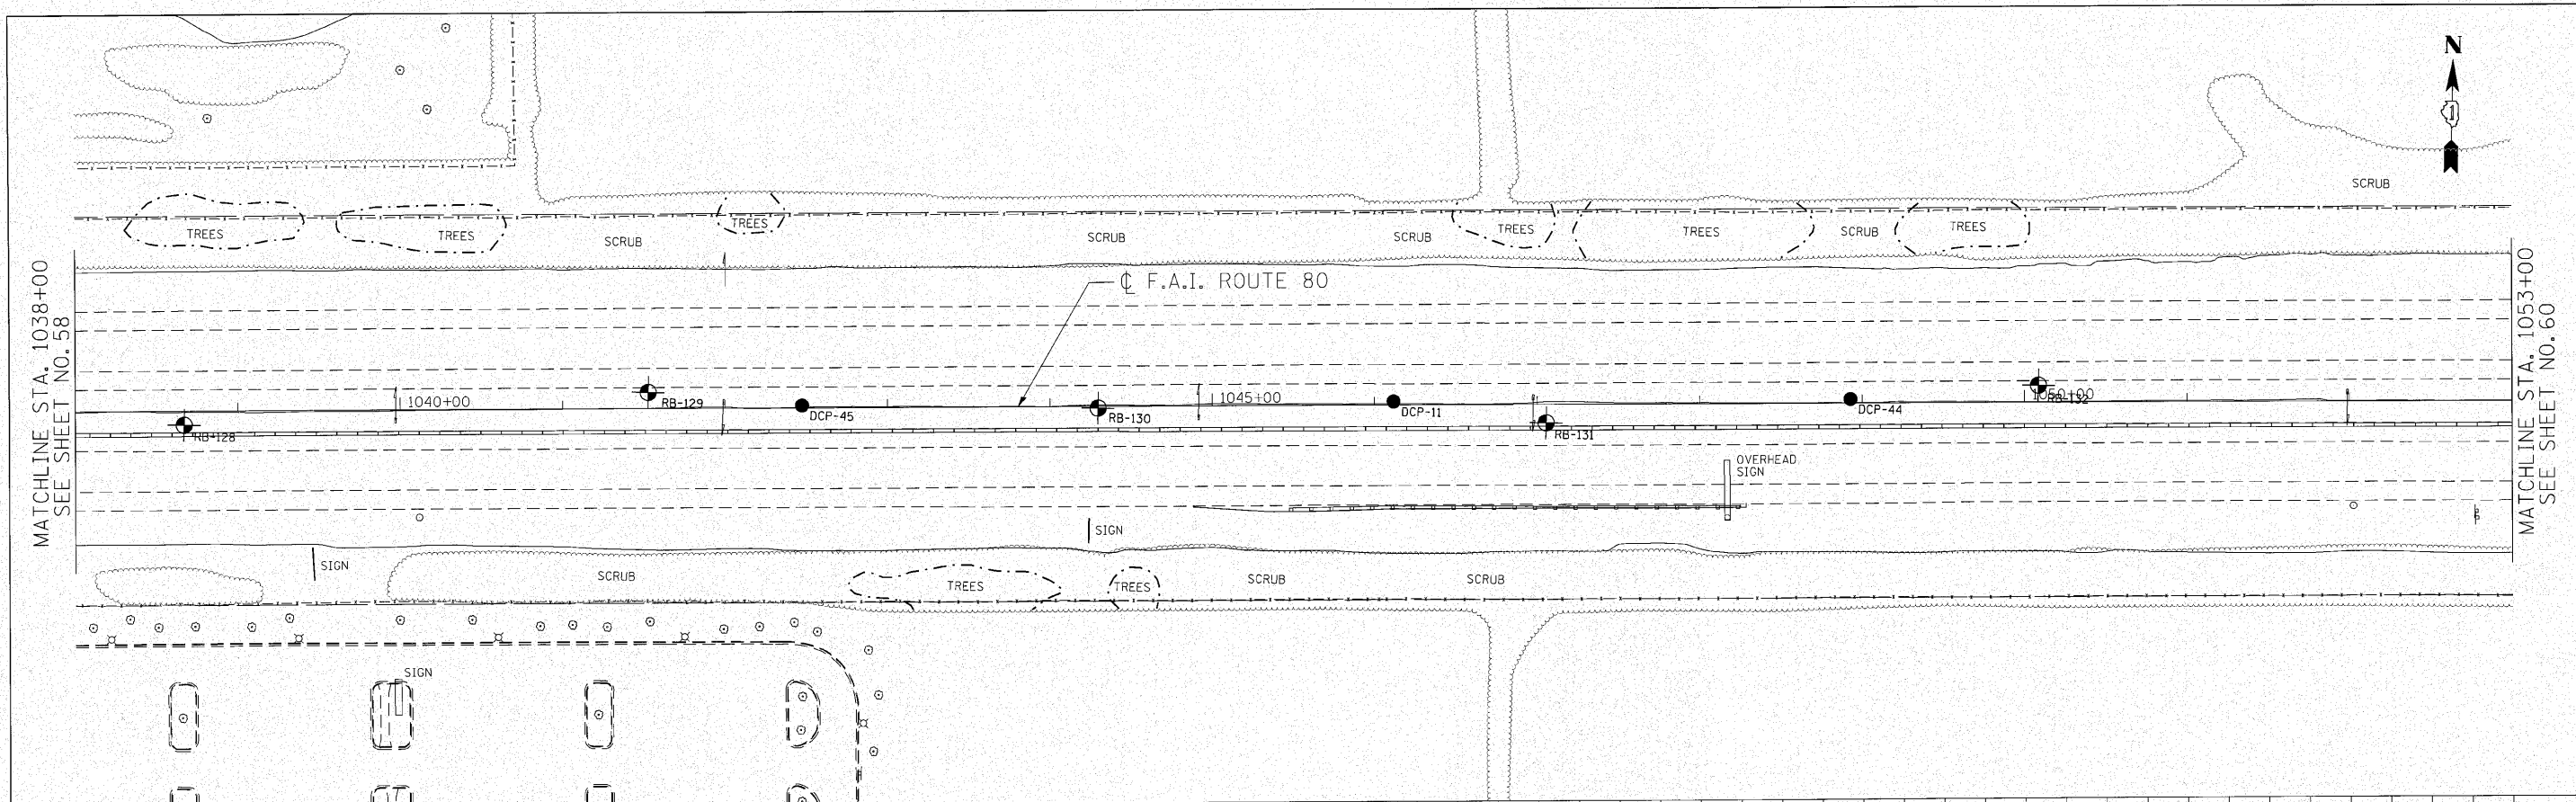 N
1
SCRUB
TREES
TREES
SCRUB
TREES
SCRUB
SCRUB
TREES
TREES
SCRUB
TREES
MATCHLINE STA. 1038+00
SEE SHEET NO. 58
℄ F.A.I. ROUTE 80
MATCHLINE STA. 1053+00
SEE SHEET NO. 60
1040+00
RB-129
DCP-45
RB-128
1045+00
RB-130
DCP-11
RB-131
DCP-44
1050+00
RB-132
OVERHEAD
SIGN
SIGN
SIGN
SCRUB
TREES
TREES
SCRUB
SCRUB
SIGN